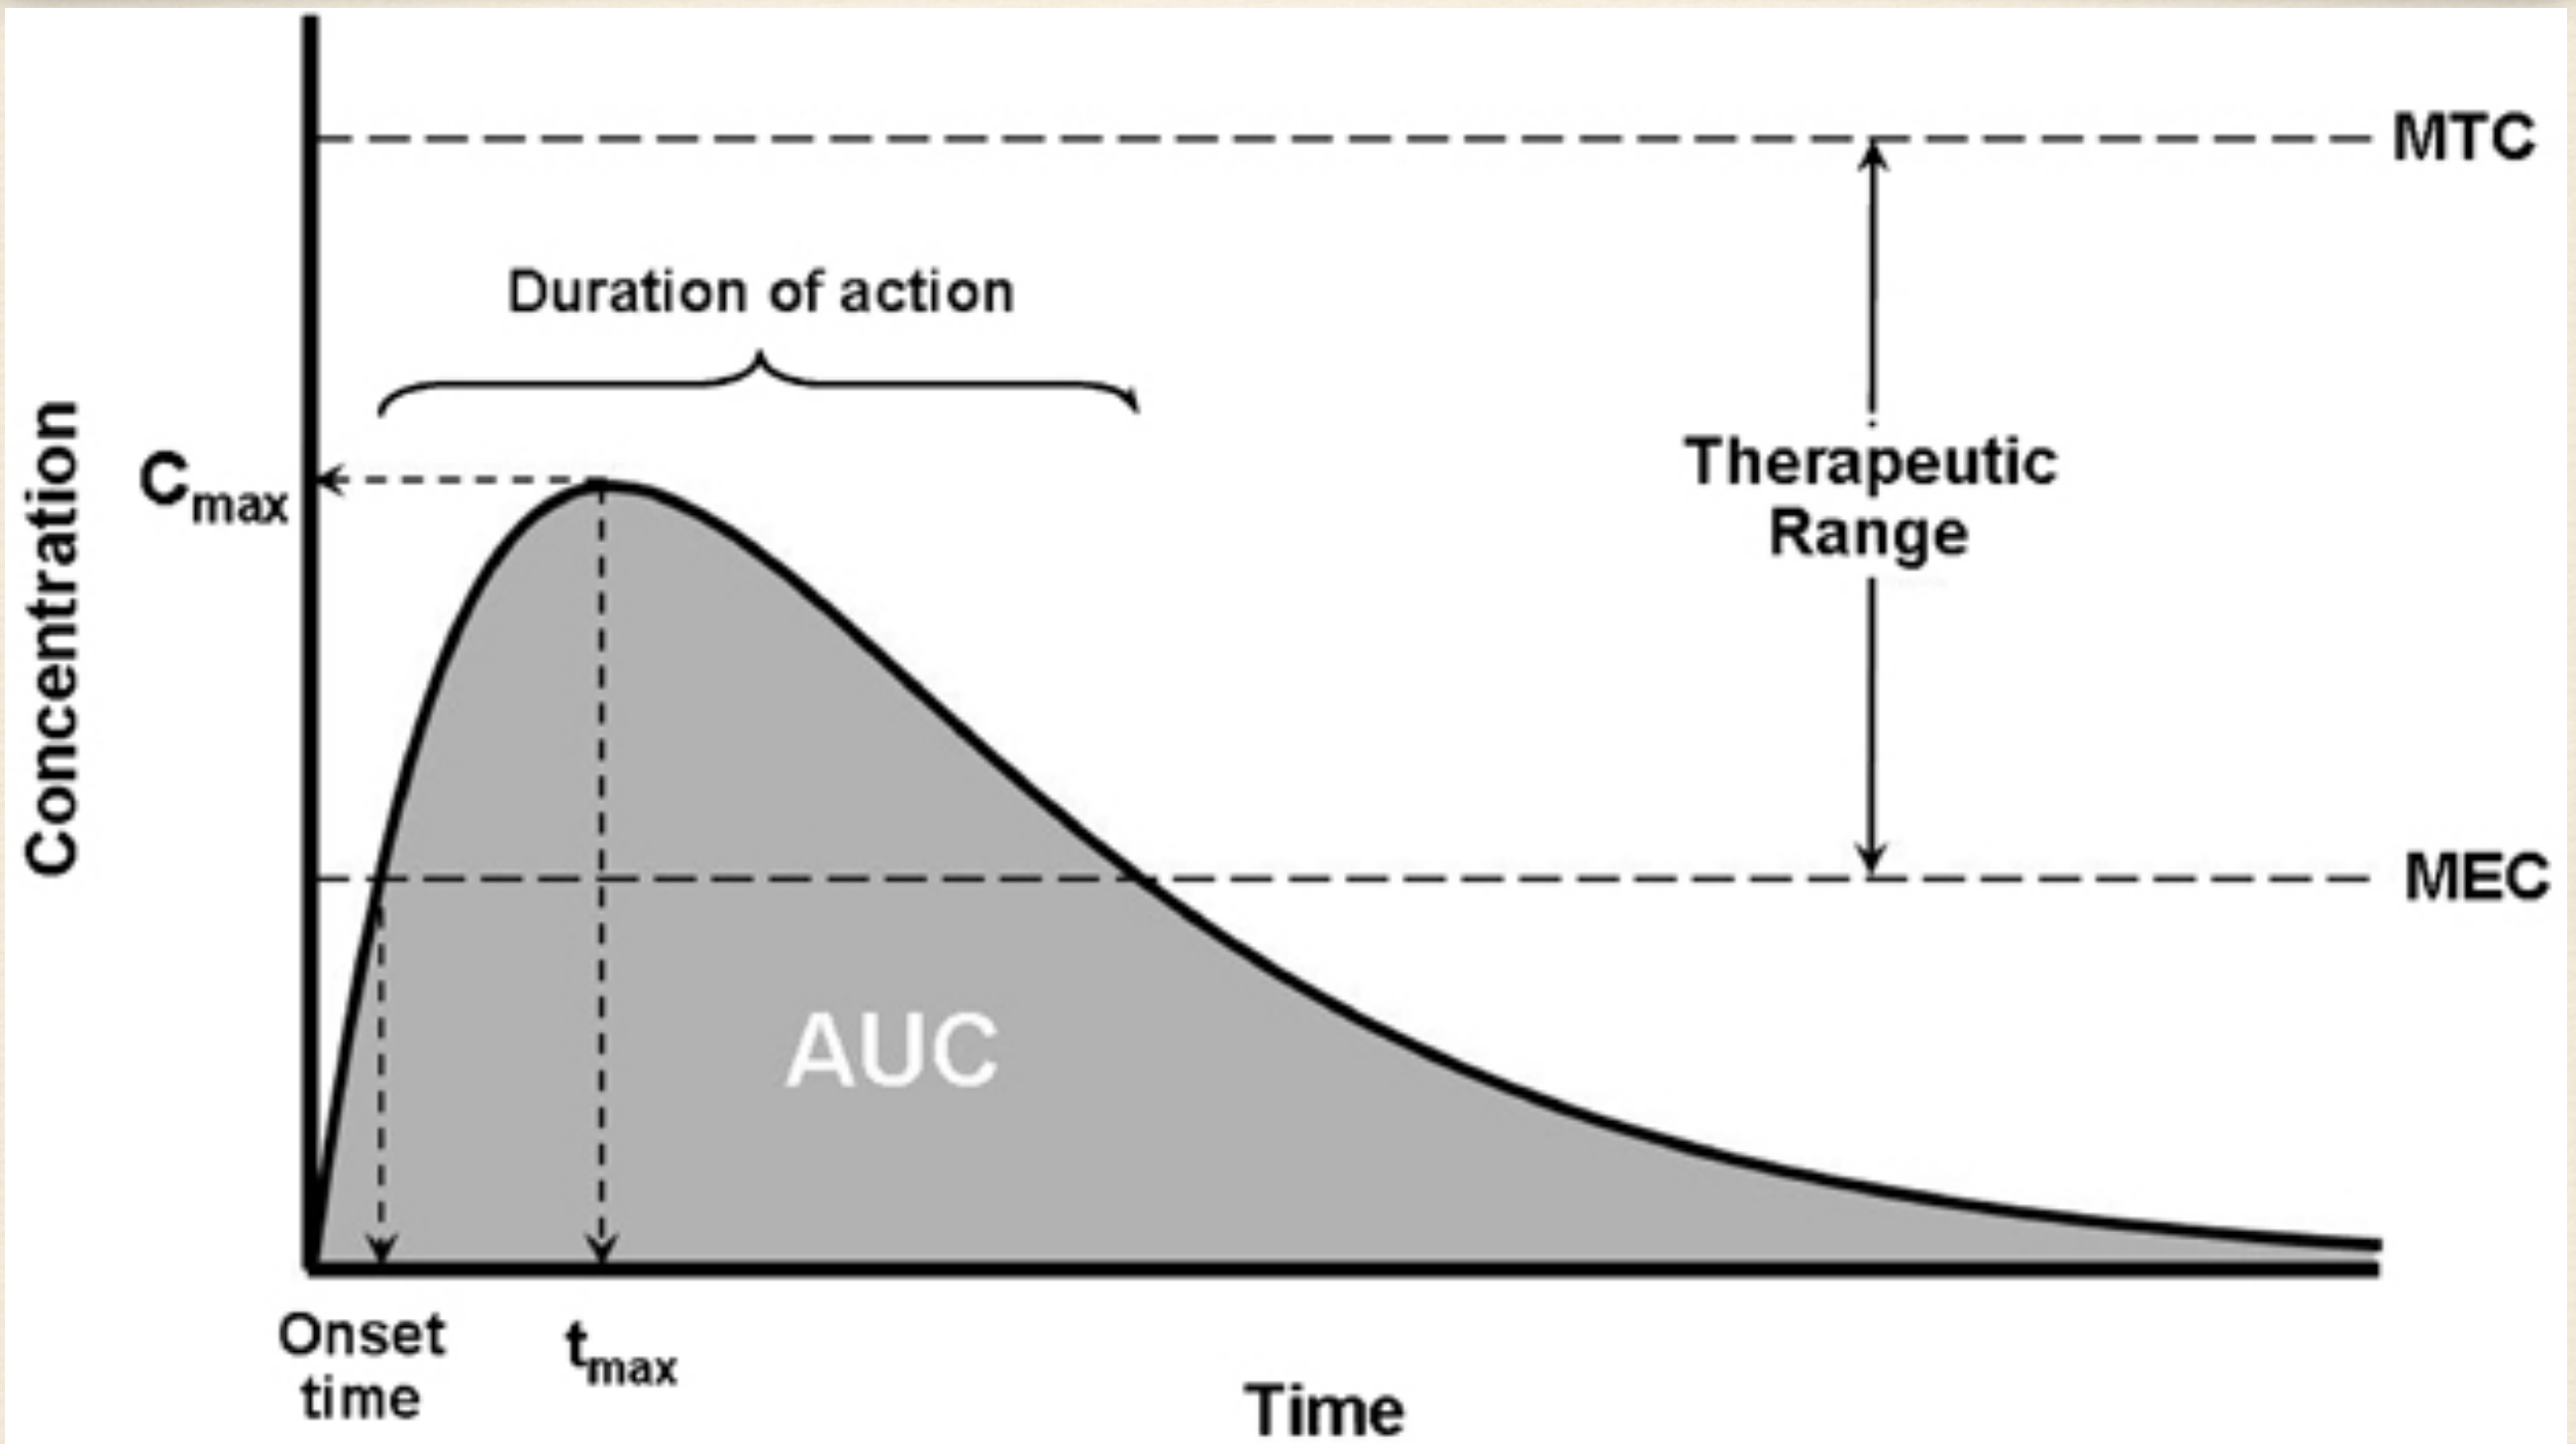 MTC
Duration of action
Concentration
Cmax
Therapeutic
Range
MEC
AUC
Onset
time
tmax
Time